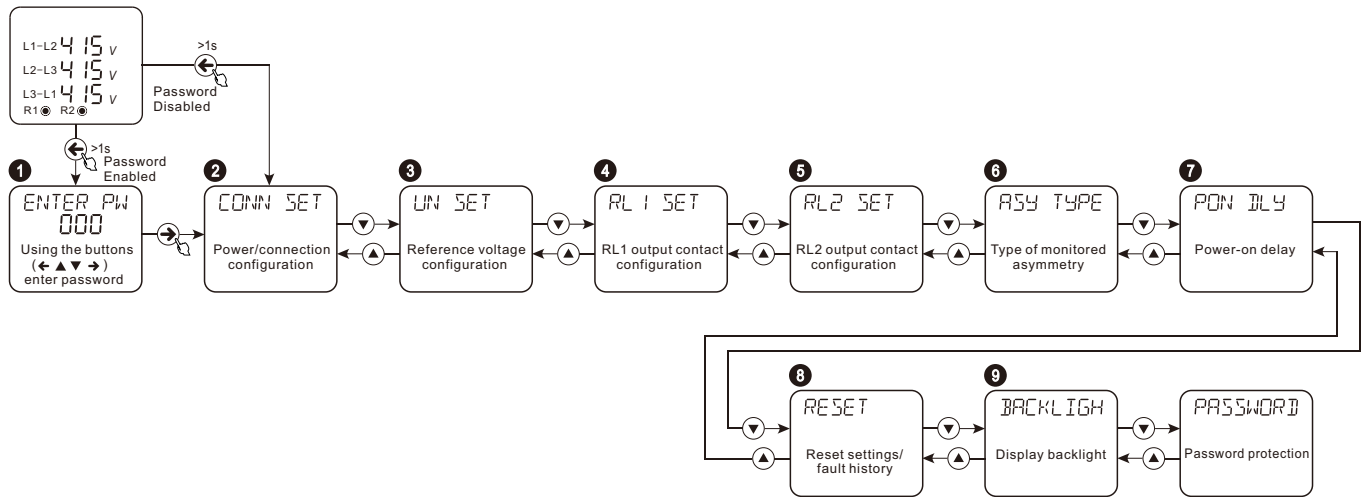 L1-L2 415 V
L2-L3 415 V
L3-L1 415 V
R1 R2
>1s
Password
Disabled
>1s
Password
Enabled
1
ENTER PW
000
Using the buttons
(← ▲ ▼ →)
enter password
2
CONN SET
Power/connection
configuration
3
UN SET
Reference voltage
configuration
4
RL1 SET
RL1 output contact
configuration
5
RL2 SET
RL2 output contact
configuration
6
ASY TYPE
Type of monitored
asymmetry
7
PON DLY
Power-on delay
8
RESET
Reset settings/
fault history
9
BACKLIGH
Display backlight
PASSWORD
Password protection